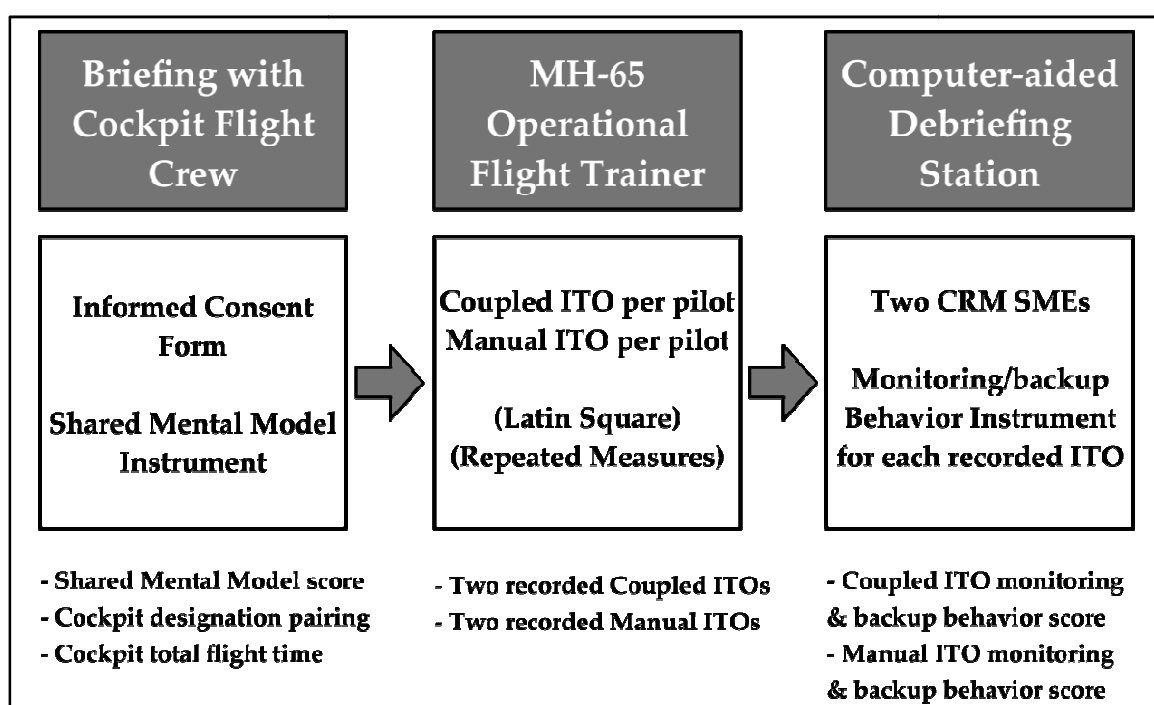 Briefing with
Cockpit Flight
Crew
MH-65
Operational
Flight Trainer
Computer-aided
Debriefing
Station
Informed Consent
Form
Shared Mental Model
Instrument
Coupled ITO per pilot
Manual ITO per pilot
(Latin Square)
(Repeated Measures)
Two CRM SMEs
Monitoring/backup
Behavior Instrument
for each recorded ITO
- Shared Mental Model score
- Cockpit designation pairing
- Cockpit total flight time
- Two recorded Coupled ITOs
- Two recorded Manual ITOs
- Coupled ITO monitoring
& backup behavior score
- Manual ITO monitoring
& backup behavior score